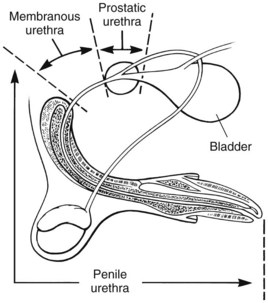 Prostatic
urethra
Membranous
urethra
Bladder
Penile
urethra